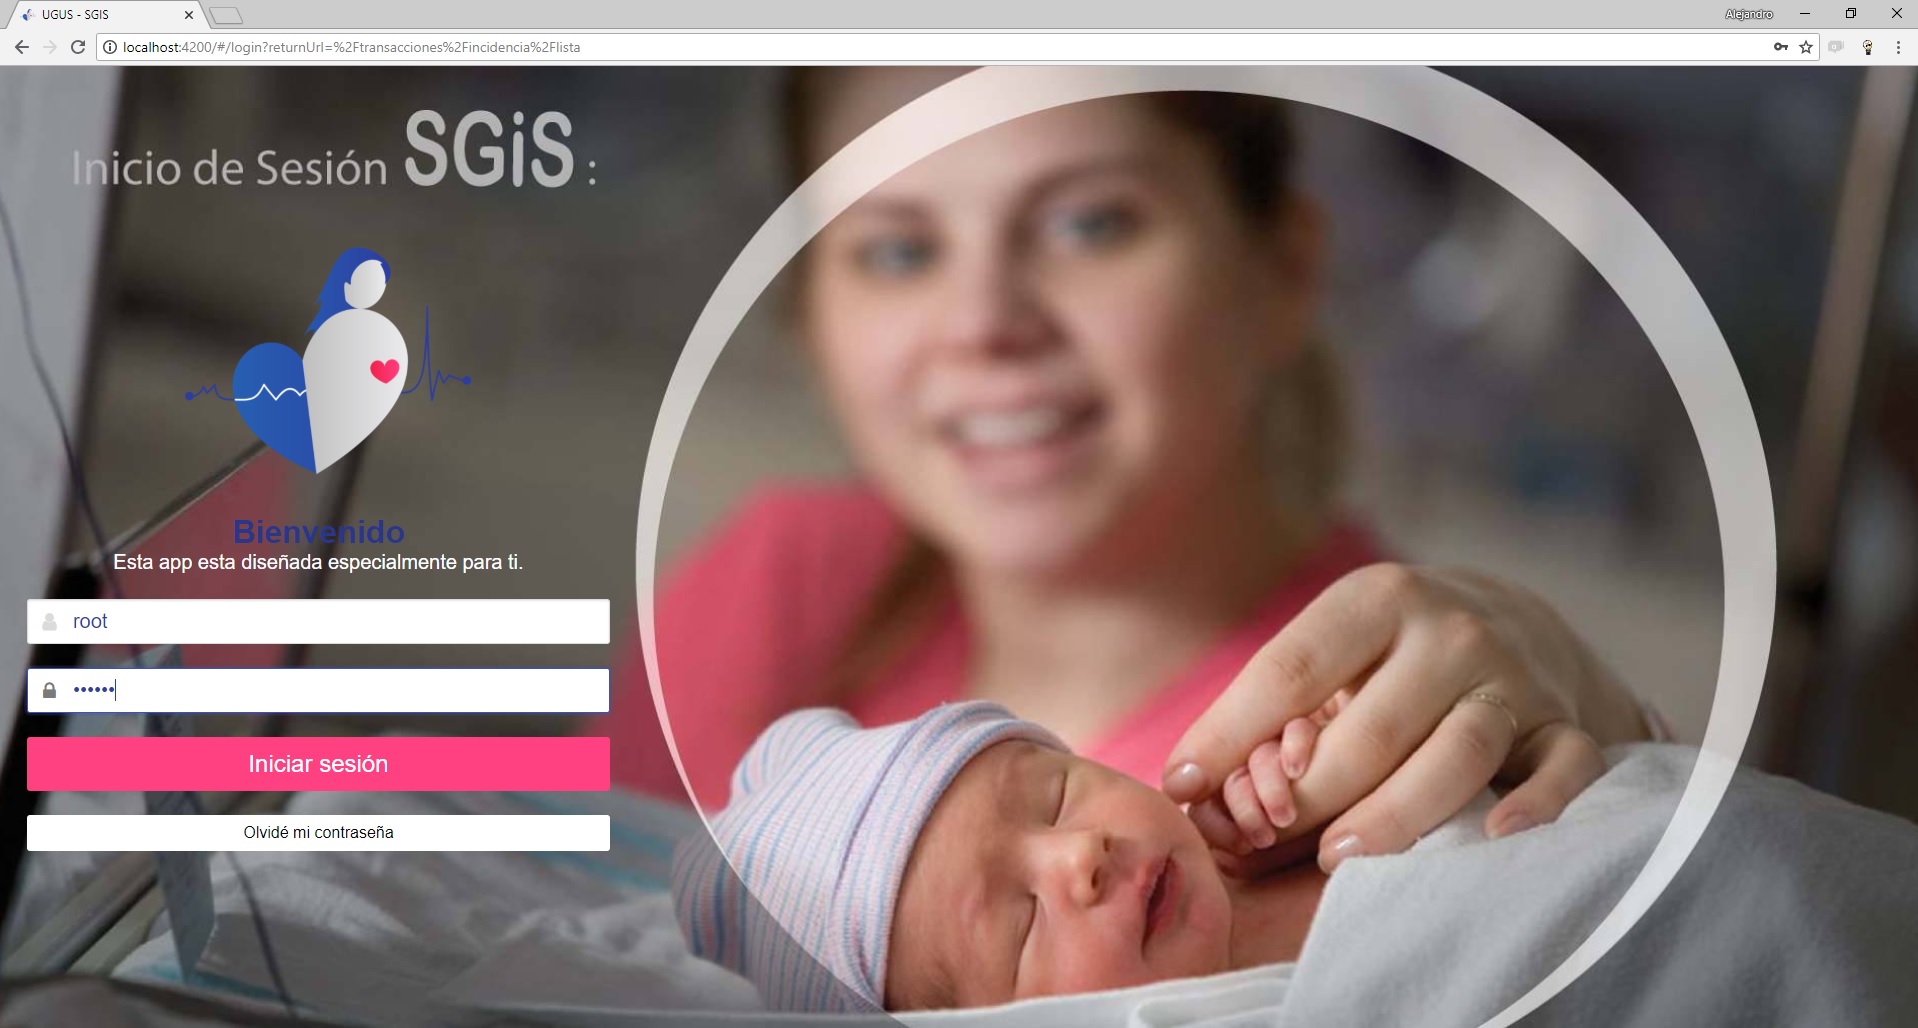 UGUS - SGIS
Alejandro
localhost:4200/#/login?returnUrl=%2Ftransacciones%2Fincidencia%2Flista
Inicio de Sesión SGiS :
Bienvenido
Esta app esta diseñada especialmente para ti.
root
••••••
Iniciar sesión
Olvidé mi contraseña